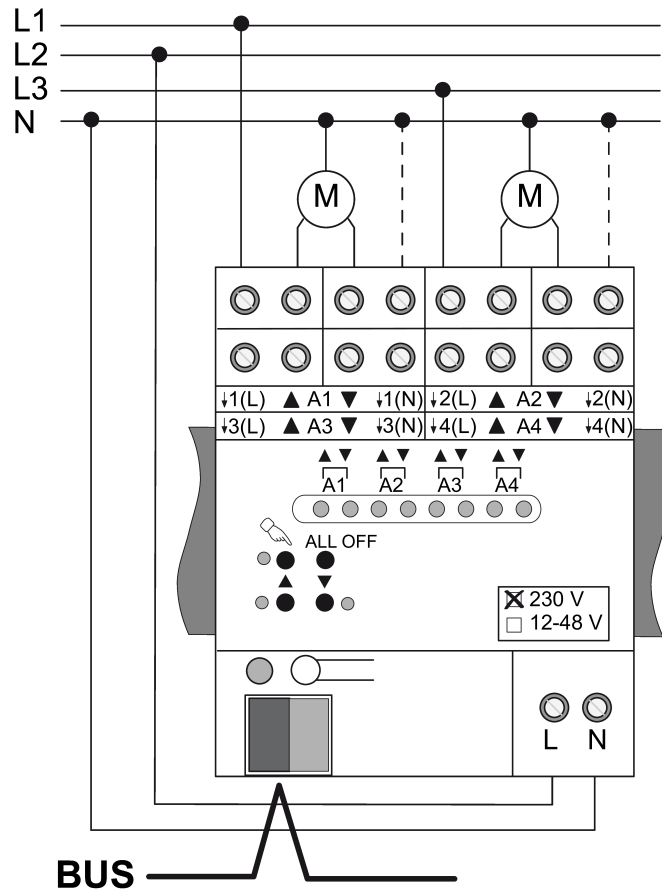 L1
L2
L3
N
M M
↓1(L) ▲ A1 ▼ ↓1(N) ↓2(L) ▲ A2 ▼ ↓2(N)
↓3(L) ▲ A3 ▼ ↓3(N) ↓4(L) ▲ A4 ▼ ↓4(N)
▲ ▼ ▲ ▼ ▲ ▼ ▲ ▼
A1 A2 A3 A4
ALL OFF
▲ ▼
230 V
12-48 V
L N
BUS